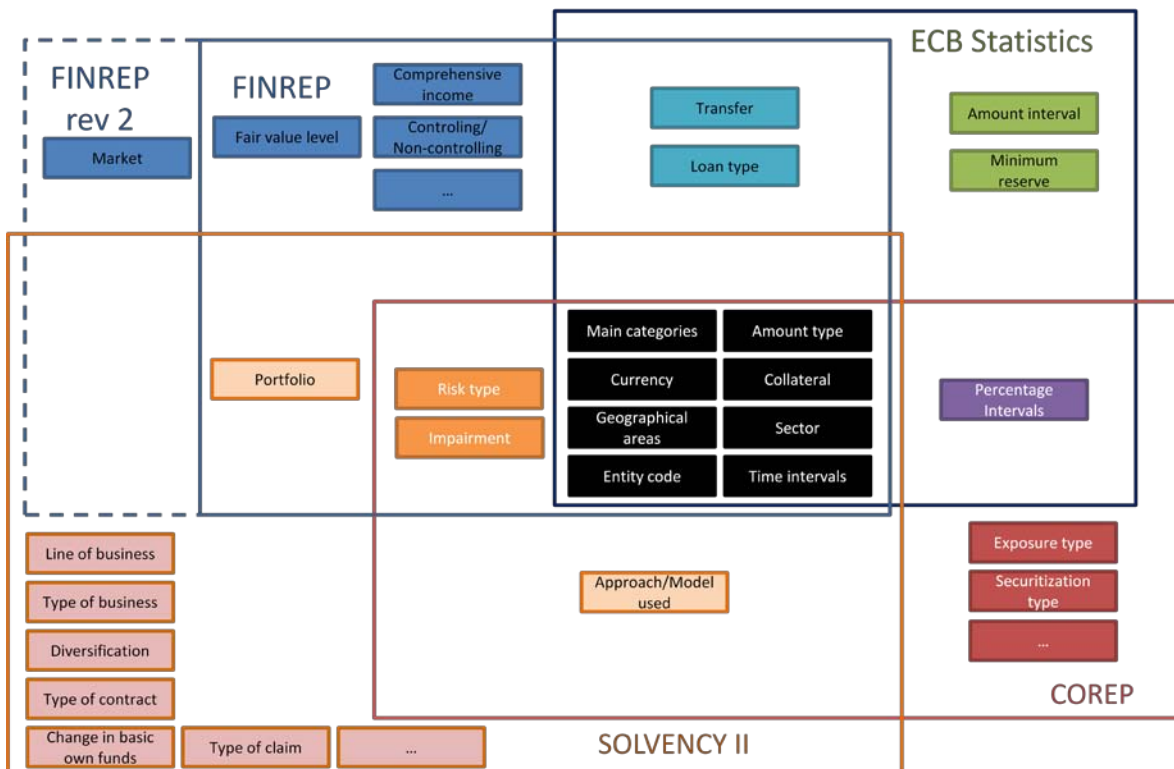 ECB Statistics
FINREP
rev 2
FINREP
Comprehensive
income
Transfer
Amount interval
Market
Fair value level
Controling/
Non-controlling
Loan type
Minimum
reserve
...
Main categories
Amount type
Portfolio
Risk type
Currency
Collateral
Percentage
Intervals
Impairment
Geographical
areas
Sector
Entity code
Time intervals
Line of business
Exposure type
Type of business
Approach/Model
used
Securitization
type
Diversification
...
Type of contract
COREP
Change in basic
own funds
Type of claim
...
SOLVENCY II